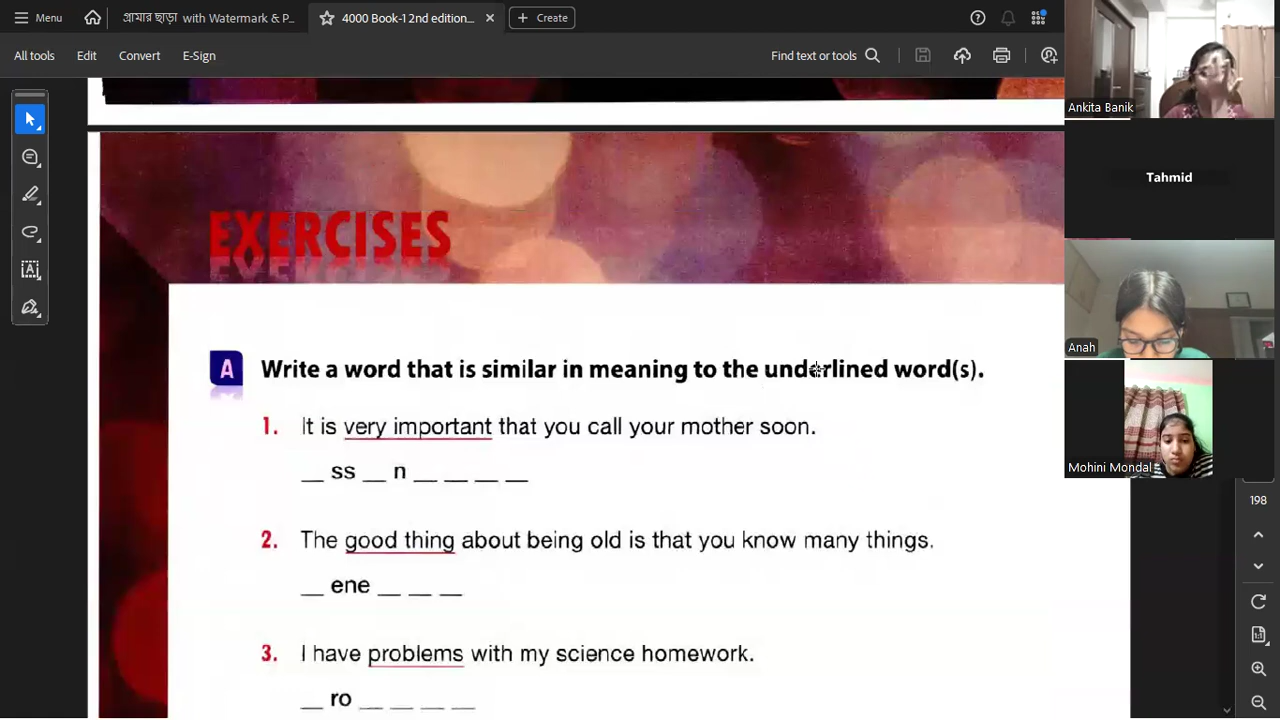 Menu
গ্রামার ছাড়া with Watermark & P...
4000 Book-1 2nd edition...
Create
All tools
Edit
Convert
E-Sign
Find text or tools
EXERCISES
A Write a word that is similar in meaning to the underlined word(s).
1. It is very important that you call your mother soon.
__ ss __ n __ __ __ __
2. The good thing about being old is that you know many things.
__ ene __ __ __
3. I have problems with my science homework.
__ ro __ __ __ __
Ankita Banik
Tahmid
Anah
Mohini Mondal
198
1:1